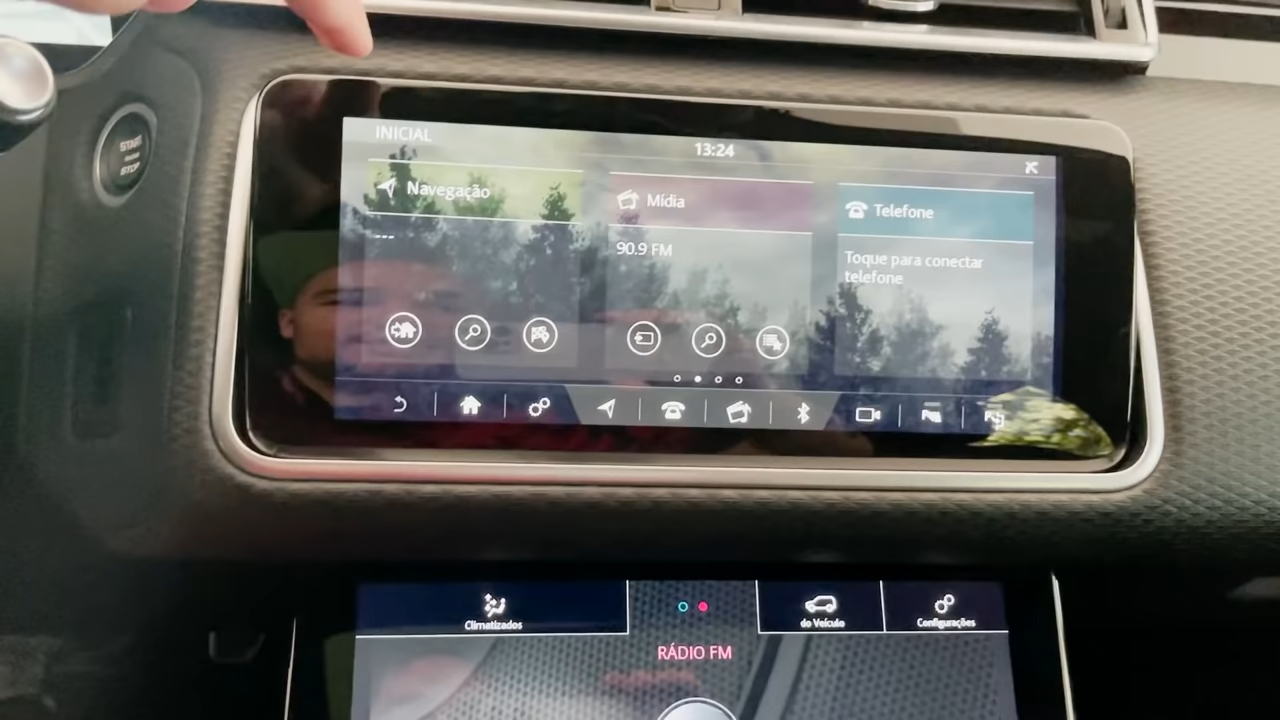 START
STOP
INICIAL
13:24
Navegação
Mídia
Telefone
---
90.9 FM
Toque para conectar
telefone
Climatizados
do Veículo
Configurações
RÁDIO FM